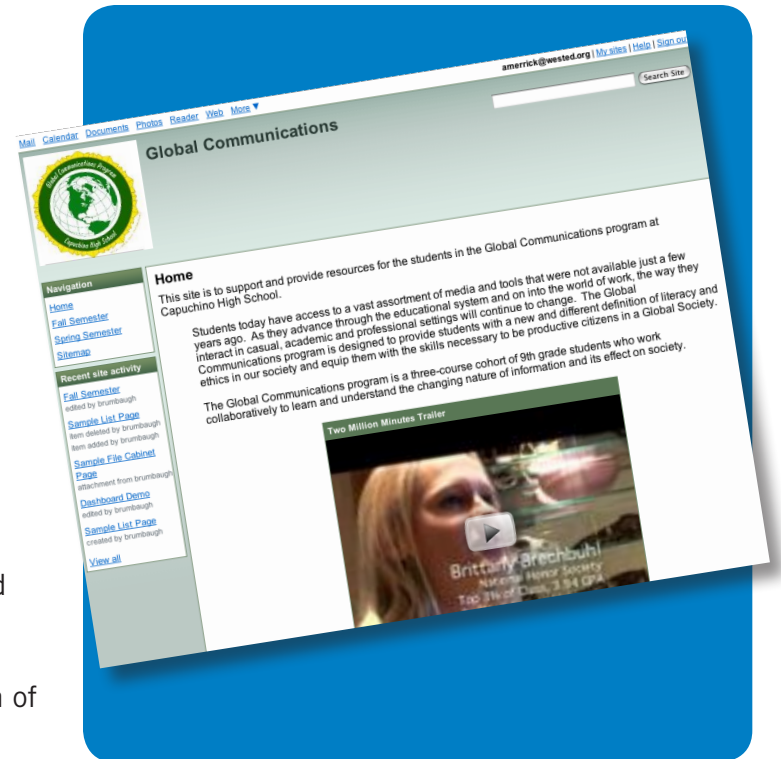 amerrick@wested.org | My sites | Help | Sign ou
Mail Calendar Documents Photos Reader Web More ▼
Search Site
Global Communications
Global Communications Program
Capuchino High School
Navigation
Home
Fall Semester
Spring Semester
Sitemap
Recent site activity
Fall Semester
edited by brumbaugh
Sample List Page
item deleted by brumbaugh
item added by brumbaugh
Sample File Cabinet
Page
attachment from brumbaugh
Dashboard Demo
edited by brumbaugh
Sample List Page
created by brumbaugh
View all
Home
This site is to support and provide resources for the students in the Global Communications program at
Capuchino High School.
Students today have access to a vast assortment of media and tools that were not available just a few
years ago. As they advance through the educational system and on into the world of work, the way they
interact in casual, academic and professional settings will continue to change. The Global
Communications program is designed to provide students with a new and different definition of literacy and
ethics in our society and equip them with the skills necessary to be productive citizens in a Global Society.
The Global Communications program is a three-course cohort of 9th grade students who work
collaboratively to learn and understand the changing nature of information and its effect on society.
Two Million Minutes Trailer
Brittany Brechbuhl
National Honor Society
Top 3% of Class, 3.94 GPA
d
of